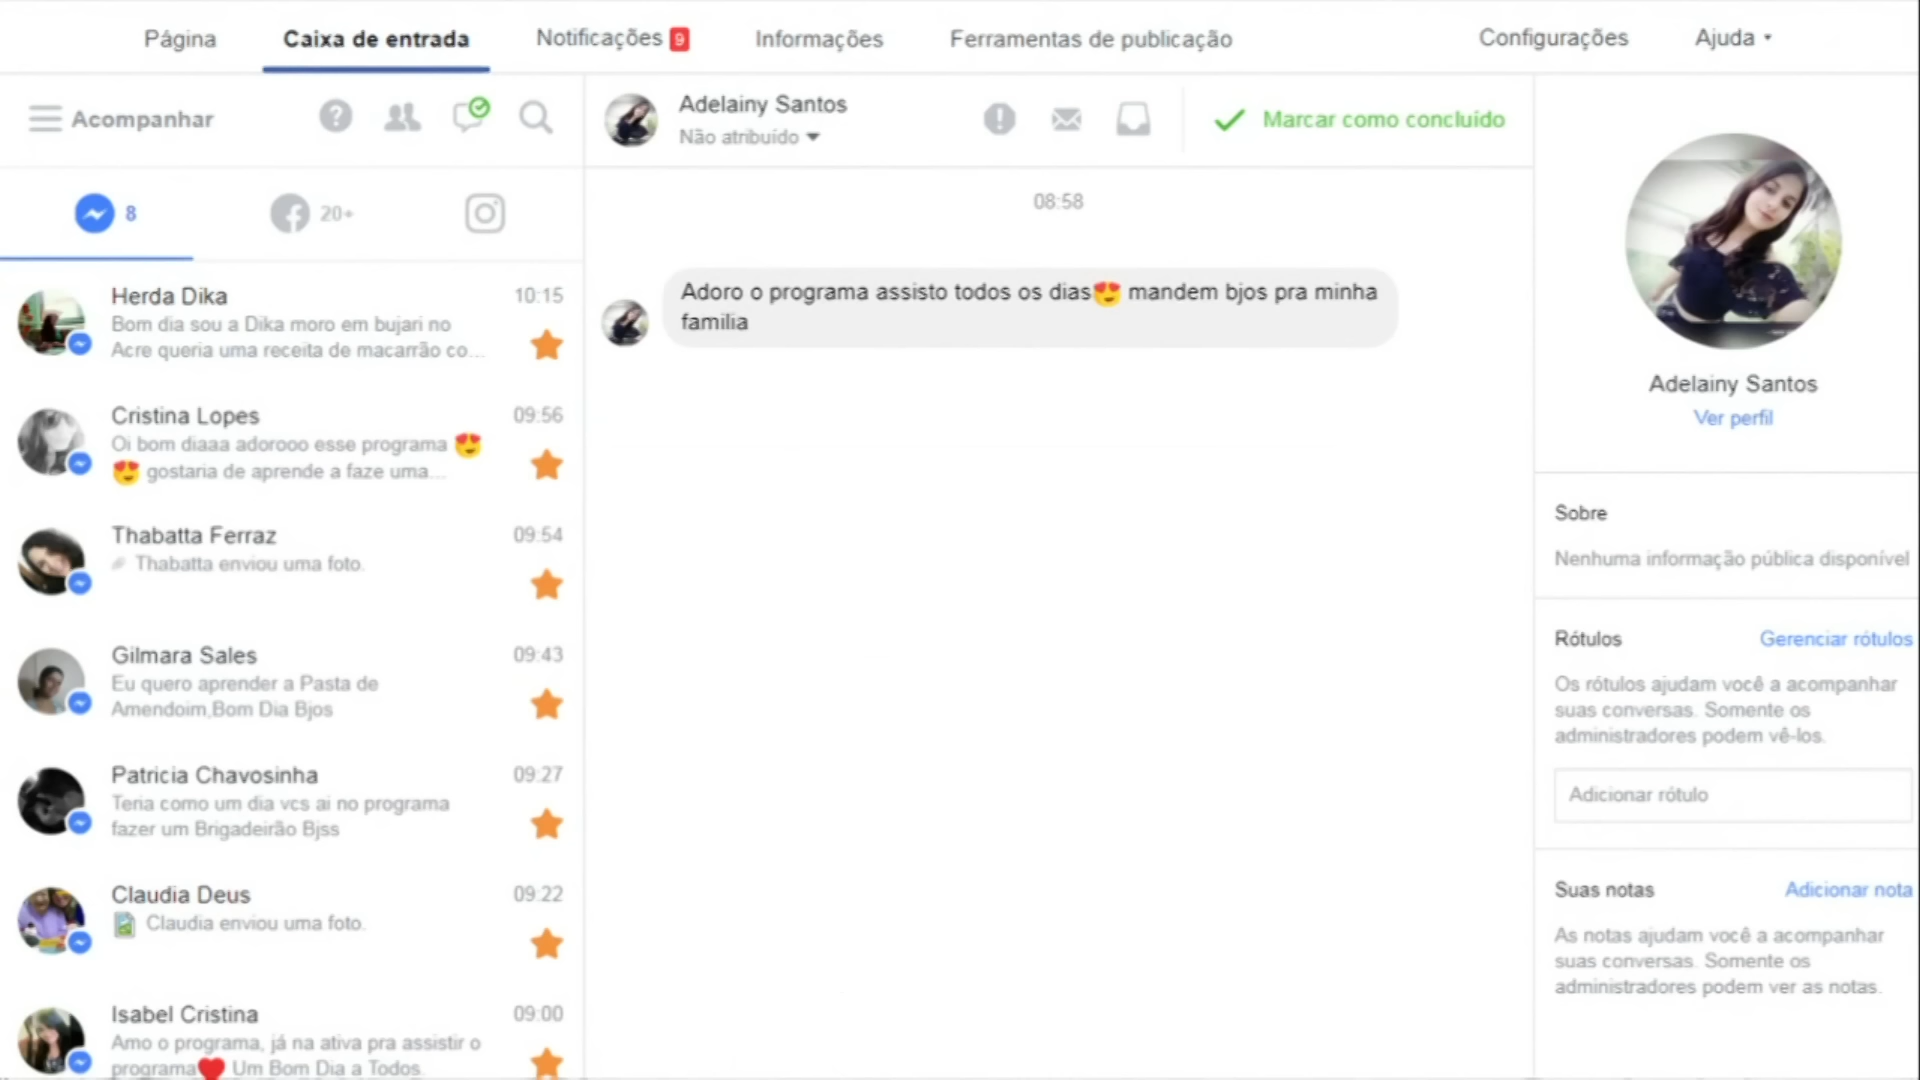 Página
Caixa de entrada
Notificações 9
Informações
Ferramentas de publicação
Configurações
Ajuda
Acompanhar
8
20+
Herda Dika 10:15
Bom dia sou a Dika moro em bujari no
Acre queria uma receita de macarrão co...
Cristina Lopes 09:56
Oi bom diaaa adorooo esse programa 😍
😍 gostaria de aprende a faze uma...
Thabatta Ferraz 09:54
Thabatta enviou uma foto.
Gilmara Sales 09:43
Eu quero aprender a Pasta de
Amendoim,Bom Dia Bjos
Patricia Chavosinha 09:27
Teria como um dia vcs ai no programa
fazer um Brigadeirão Bjss
Claudia Deus 09:22
Claudia enviou uma foto.
Isabel Cristina 09:00
Amo o programa, já na ativa pra assistir o
programa❤ Um Bom Dia a Todos.
Adelainy Santos
Não atribuído
Marcar como concluído
08:58
Adoro o programa assisto todos os dias😍 mandem bjos pra minha
familia
Adelainy Santos
Ver perfil
Sobre
Nenhuma informação pública disponível
Rótulos Gerenciar rótulos
Os rótulos ajudam você a acompanhar
suas conversas. Somente os
administradores podem vê-los.
Adicionar rótulo
Suas notas Adicionar nota
As notas ajudam você a acompanhar
suas conversas. Somente os
administradores podem ver as notas.